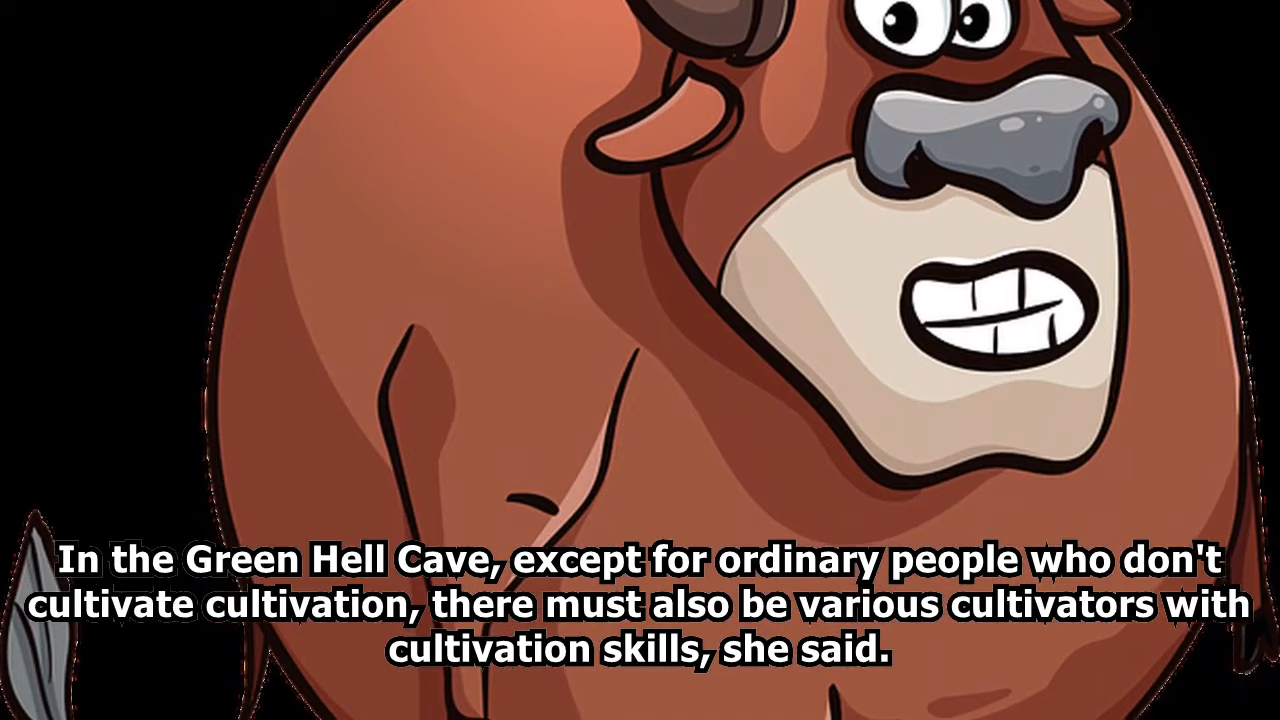 In the Green Hell Cave, except for ordinary people who don't
cultivate cultivation, there must also be various cultivators with
cultivation skills, she said.